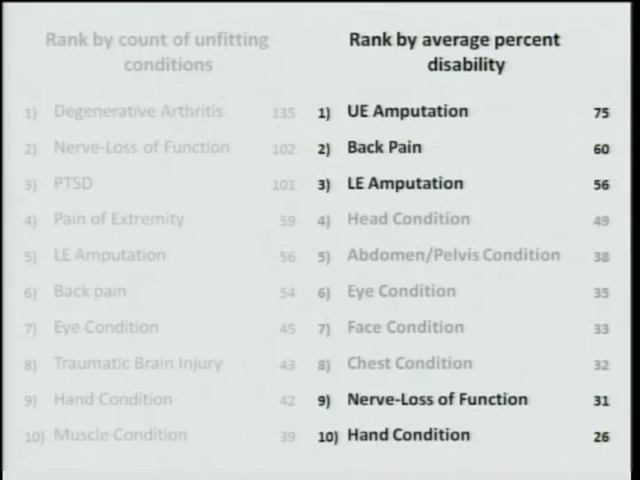 Rank by count of unfitting
conditions
1) Degenerative Arthritis 135
2) Nerve-Loss of Function 102
3) PTSD 101
4) Pain of Extremity 59
5) LE Amputation 56
6) Back pain 54
7) Eye Condition 45
8) Traumatic Brain Injury 43
9) Hand Condition 42
10) Muscle Condition 39
Rank by average percent
disability
1) UE Amputation 75
2) Back Pain 60
3) LE Amputation 56
4) Head Condition 49
5) Abdomen/Pelvis Condition 38
6) Eye Condition 35
7) Face Condition 33
8) Chest Condition 32
9) Nerve-Loss of Function 31
10) Hand Condition 26